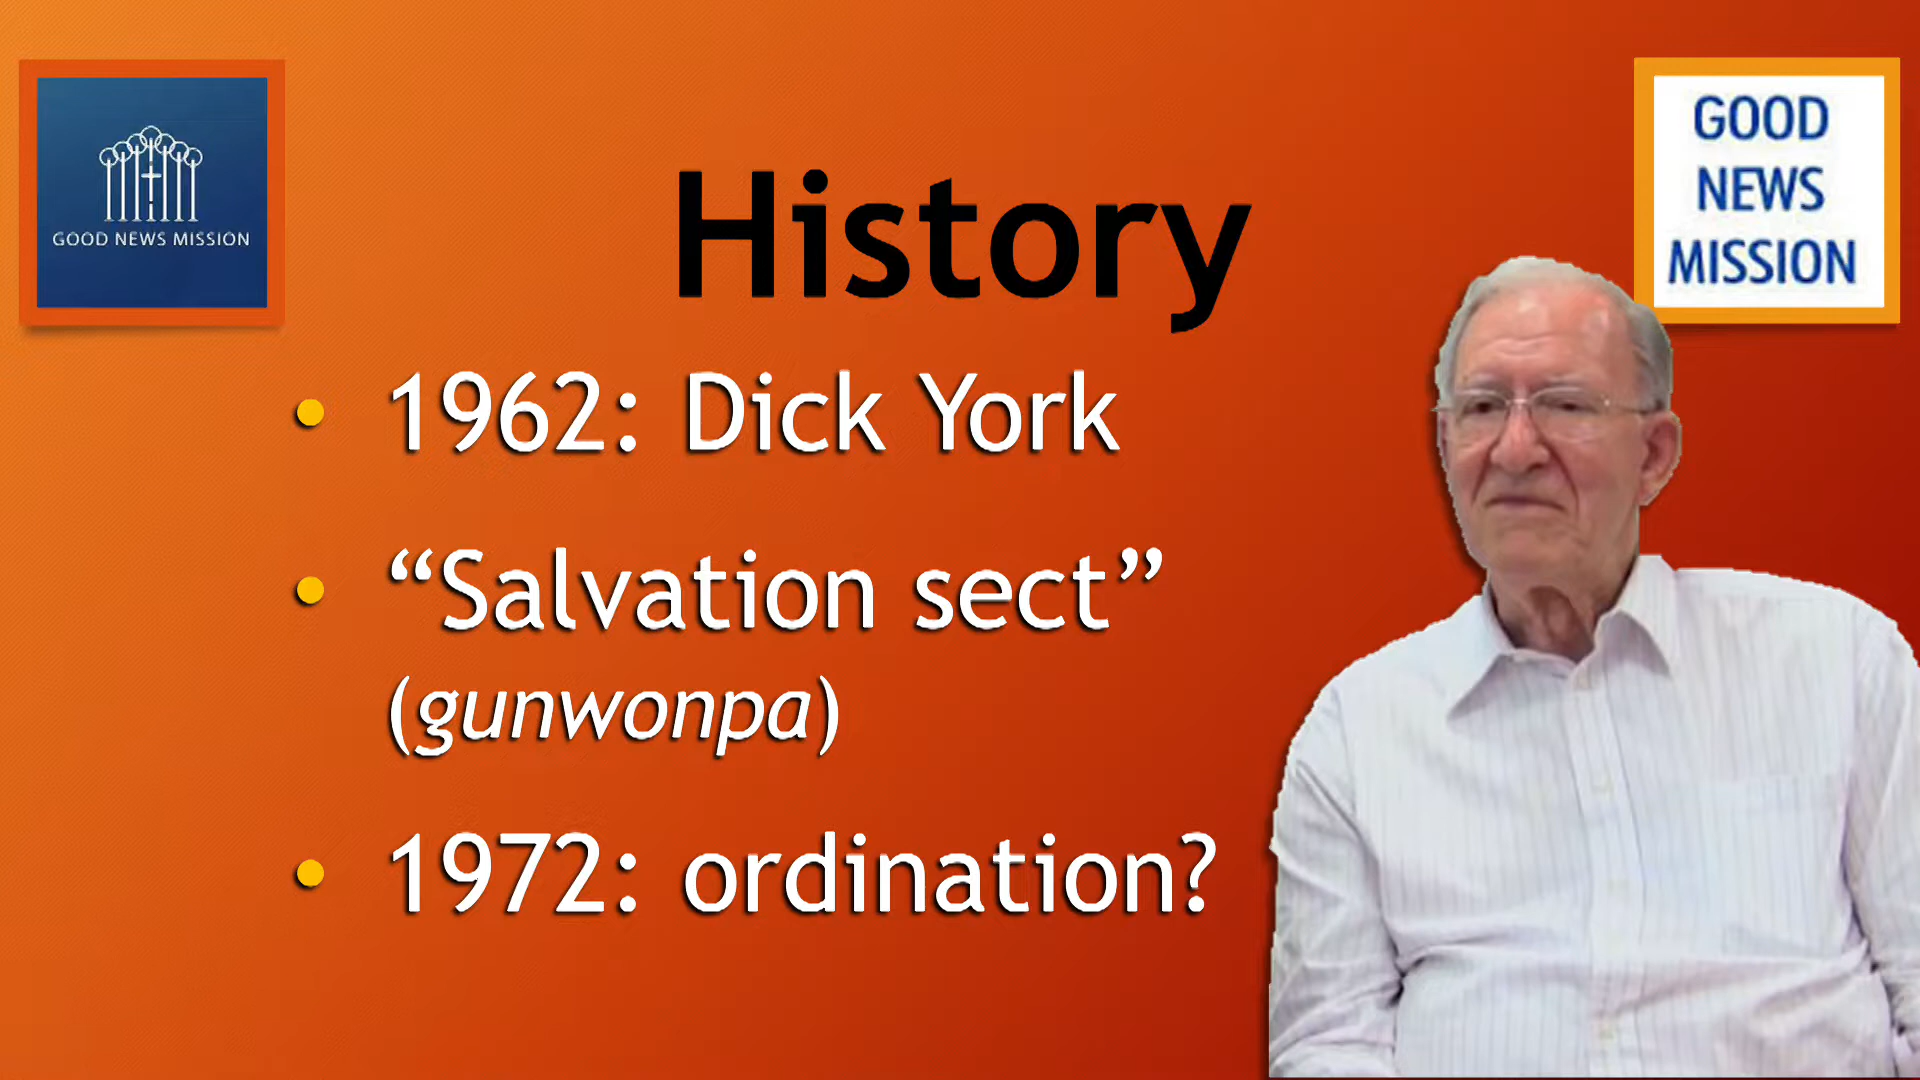 GOOD NEWS MISSION
GOOD
NEWS
MISSION
History
• 1962: Dick York
• “Salvation sect”
(gunwonpa)
• 1972: ordination?